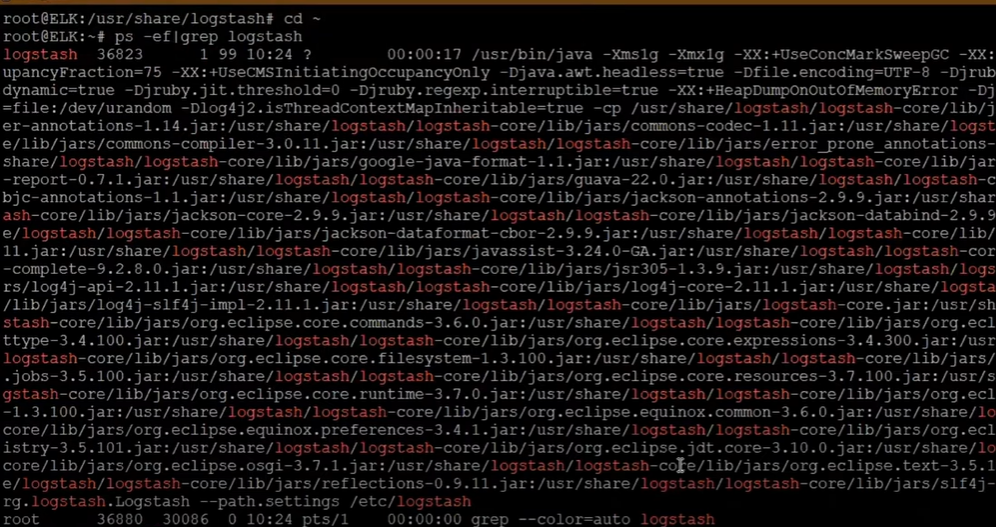 root@ELK:/usr/share/logstash# cd ~
root@ELK:~# ps -ef|grep logstash
logstash  36823      1 99 10:24 ?        00:00:17 /usr/bin/java -Xms1g -Xmx1g -XX:+UseConcMarkSweepGC -XX:
upancyFraction=75 -XX:+UseCMSInitiatingOccupancyOnly -Djava.awt.headless=true -Dfile.encoding=UTF-8 -Djrub
dynamic=true -Djruby.jit.threshold=0 -Djruby.regexp.interruptible=true -XX:+HeapDumpOnOutOfMemoryError -Dj
=file:/dev/urandom -Dlog4j2.isThreadContextMapInheritable=true -cp /usr/share/logstash/logstash-core/lib/j
er-annotations-1.14.jar:/usr/share/logstash/logstash-core/lib/jars/commons-codec-1.11.jar:/usr/share/logst
e/lib/jars/commons-compiler-3.0.11.jar:/usr/share/logstash/logstash-core/lib/jars/error_prone_annotations-
share/logstash/logstash-core/lib/jars/google-java-format-1.1.jar:/usr/share/logstash/logstash-core/lib/jar
-report-0.7.1.jar:/usr/share/logstash/logstash-core/lib/jars/guava-22.0.jar:/usr/share/logstash/logstash-c
bjc-annotations-1.1.jar:/usr/share/logstash/logstash-core/lib/jars/jackson-annotations-2.9.9.jar:/usr/shar
ash-core/lib/jars/jackson-core-2.9.9.jar:/usr/share/logstash/logstash-core/lib/jars/jackson-databind-2.9.9
e/logstash/logstash-core/lib/jars/jackson-dataformat-cbor-2.9.9.jar:/usr/share/logstash/logstash-core/lib/
11.jar:/usr/share/logstash/logstash-core/lib/jars/javassist-3.24.0-GA.jar:/usr/share/logstash/logstash-cor
-complete-9.2.8.0.jar:/usr/share/logstash/logstash-core/lib/jars/jsr305-1.3.9.jar:/usr/share/logstash/logs
rs/log4j-api-2.11.1.jar:/usr/share/logstash/logstash-core/lib/jars/log4j-core-2.11.1.jar:/usr/share/logsta
/lib/jars/log4j-slf4j-impl-2.11.1.jar:/usr/share/logstash/logstash-core/lib/jars/logstash-core.jar:/usr/sh
stash-core/lib/jars/org.eclipse.core.commands-3.6.0.jar:/usr/share/logstash/logstash-core/lib/jars/org.ecl
ttype-3.4.100.jar:/usr/share/logstash/logstash-core/lib/jars/org.eclipse.core.expressions-3.4.300.jar:/usr
logstash-core/lib/jars/org.eclipse.core.filesystem-1.3.100.jar:/usr/share/logstash/logstash-core/lib/jars/
.jobs-3.5.100.jar:/usr/share/logstash/logstash-core/lib/jars/org.eclipse.core.resources-3.7.100.jar:/usr/s
gstash-core/lib/jars/org.eclipse.core.runtime-3.7.0.jar:/usr/share/logstash/logstash-core/lib/jars/org.ecl
-1.3.100.jar:/usr/share/logstash/logstash-core/lib/jars/org.eclipse.equinox.common-3.6.0.jar:/usr/share/lo
core/lib/jars/org.eclipse.equinox.preferences-3.4.1.jar:/usr/share/logstash/logstash-core/lib/jars/org.ecl
istry-3.5.101.jar:/usr/share/logstash/logstash-core/lib/jars/org.eclipse.jdt.core-3.10.0.jar:/usr/share/lo
core/lib/jars/org.eclipse.osgi-3.7.1.jar:/usr/share/logstash/logstash-core/lib/jars/org.eclipse.text-3.5.1
e/logstash/logstash-core/lib/jars/reflections-0.9.11.jar:/usr/share/logstash/logstash-core/lib/jars/slf4j-
rg.logstash.Logstash --path.settings /etc/logstash
root      36880  30086  0 10:24 pts/1    00:00:00 grep --color=auto logstash